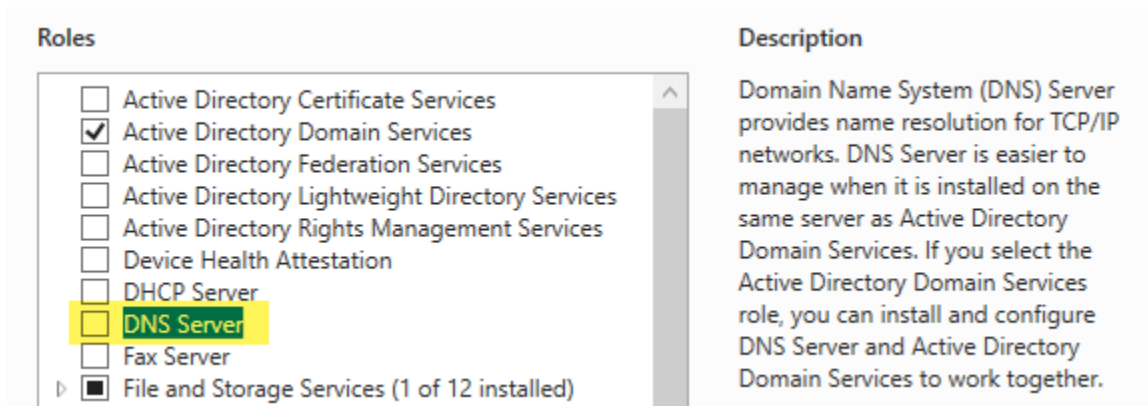 Roles
Active Directory Certificate Services
Active Directory Domain Services
Active Directory Federation Services
Active Directory Lightweight Directory Services
Active Directory Rights Management Services
Device Health Attestation
DHCP Server
DNS Server
Fax Server
File and Storage Services (1 of 12 installed)
Description
Domain Name System (DNS) Server
provides name resolution for TCP/IP
networks. DNS Server is easier to
manage when it is installed on the
same server as Active Directory
Domain Services. If you select the
Active Directory Domain Services
role, you can install and configure
DNS Server and Active Directory
Domain Services to work together.